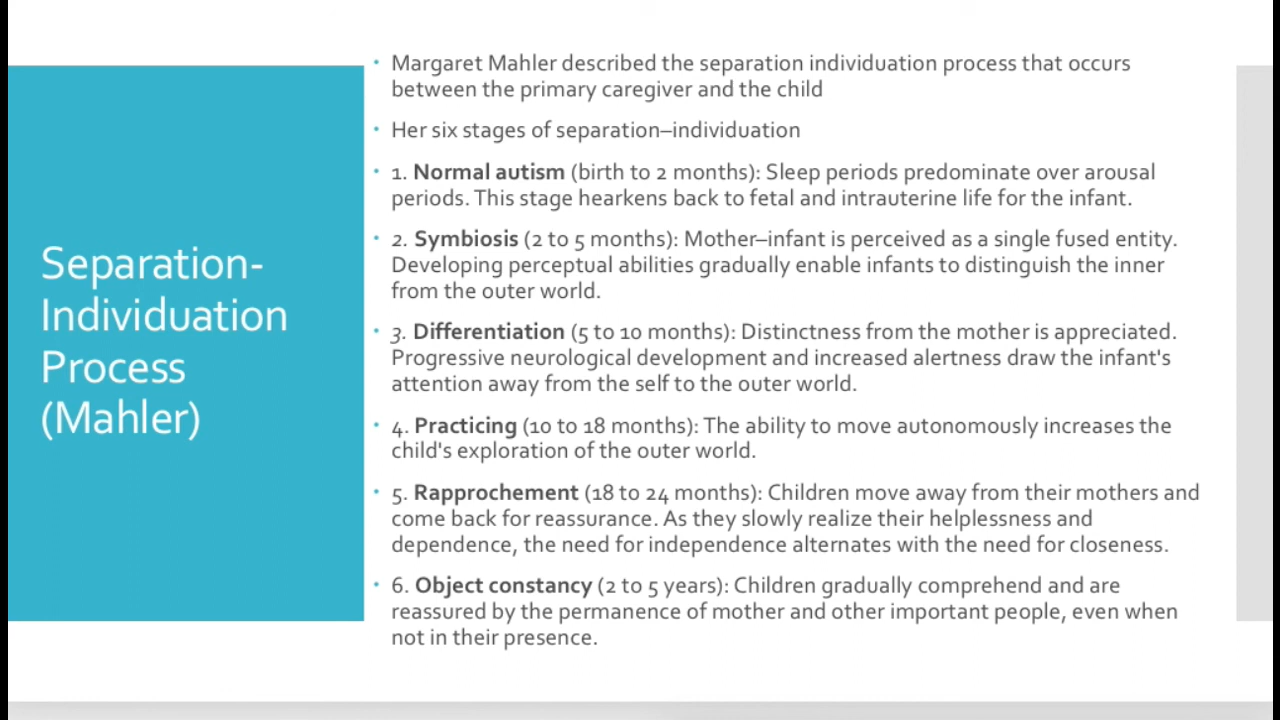 Separation-
Individuation
Process
(Mahler)
• Margaret Mahler described the separation individuation process that occurs
between the primary caregiver and the child
• Her six stages of separation–individuation
• 1. Normal autism (birth to 2 months): Sleep periods predominate over arousal
periods. This stage hearkens back to fetal and intrauterine life for the infant.
• 2. Symbiosis (2 to 5 months): Mother–infant is perceived as a single fused entity.
Developing perceptual abilities gradually enable infants to distinguish the inner
from the outer world.
• 3. Differentiation (5 to 10 months): Distinctness from the mother is appreciated.
Progressive neurological development and increased alertness draw the infant's
attention away from the self to the outer world.
• 4. Practicing (10 to 18 months): The ability to move autonomously increases the
child's exploration of the outer world.
• 5. Rapprochement (18 to 24 months): Children move away from their mothers and
come back for reassurance. As they slowly realize their helplessness and
dependence, the need for independence alternates with the need for closeness.
• 6. Object constancy (2 to 5 years): Children gradually comprehend and are
reassured by the permanence of mother and other important people, even when
not in their presence.